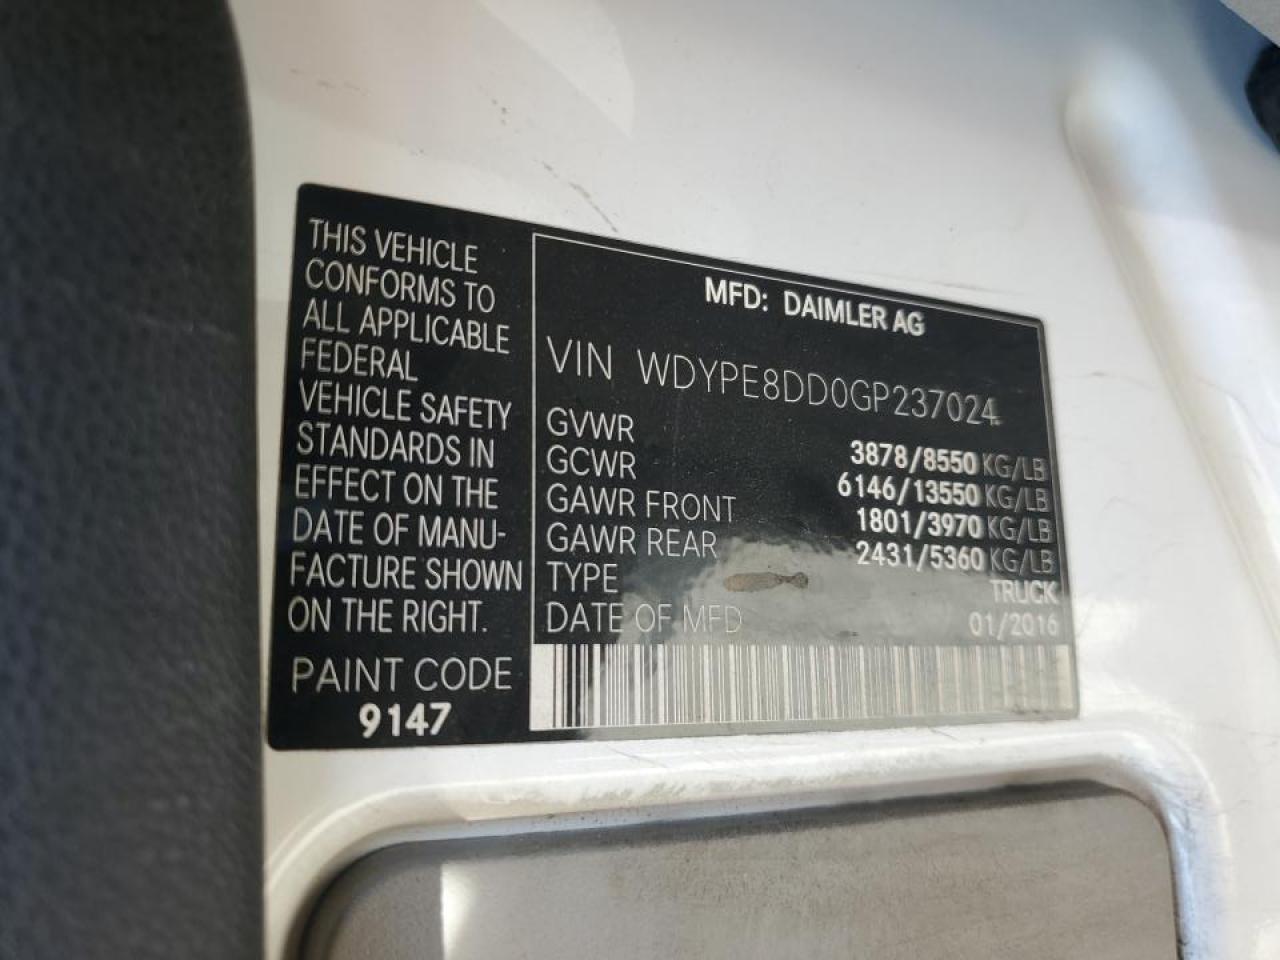 THIS VEHICLE
CONFORMS TO
ALL APPLICABLE
FEDERAL
VEHICLE SAFETY
STANDARDS IN
EFFECT ON THE
DATE OF MANU-
FACTURE SHOWN
ON THE RIGHT.
PAINT CODE
9147
MFD: DAIMLER AG
VIN WDYPE8DD0GP237024
GVWR 3878/8550 KG/LB
GCWR 6146/13550 KG/LB
GAWR FRONT 1801/3970 KG/LB
GAWR REAR 2431/5360 KG/LB
TYPE TRUCK
DATE OF MFD 01/2016